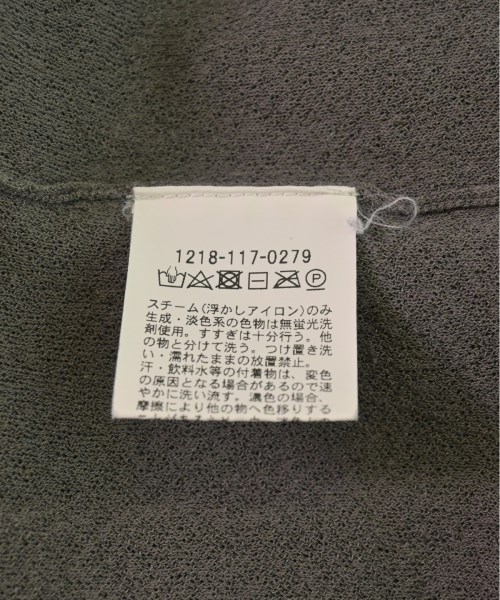 1218-117-0279
スチーム(浮かしアイロン)のみ
生成・淡色系の色物は無蛍光洗
剤使用。すすぎは十分行う。他
の物と分けて洗う。つけ置き洗
い・濡れたままの放置禁止。
汗・飲料水等の付着物は、変色
の原因となる場合があるので速
やかに洗い流す。濃色の場合、
摩擦により他の物へ色移りする